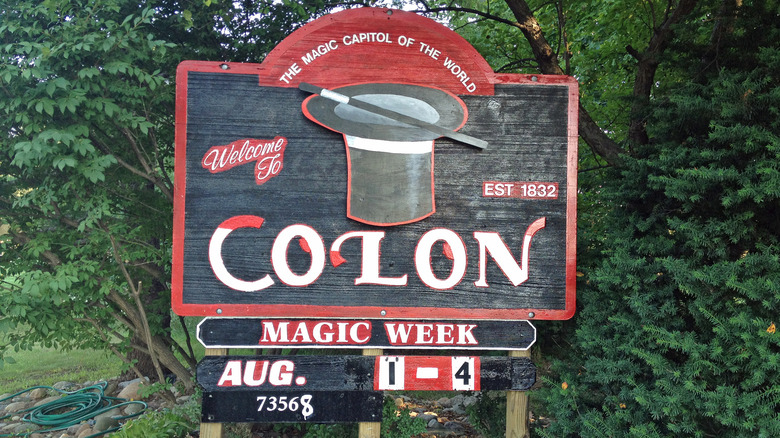 THE MAGIC CAPITOL OF THE WORLD
Welcome
To
EST 1832
COLON
MAGIC WEEK
AUG. 1-4
73568